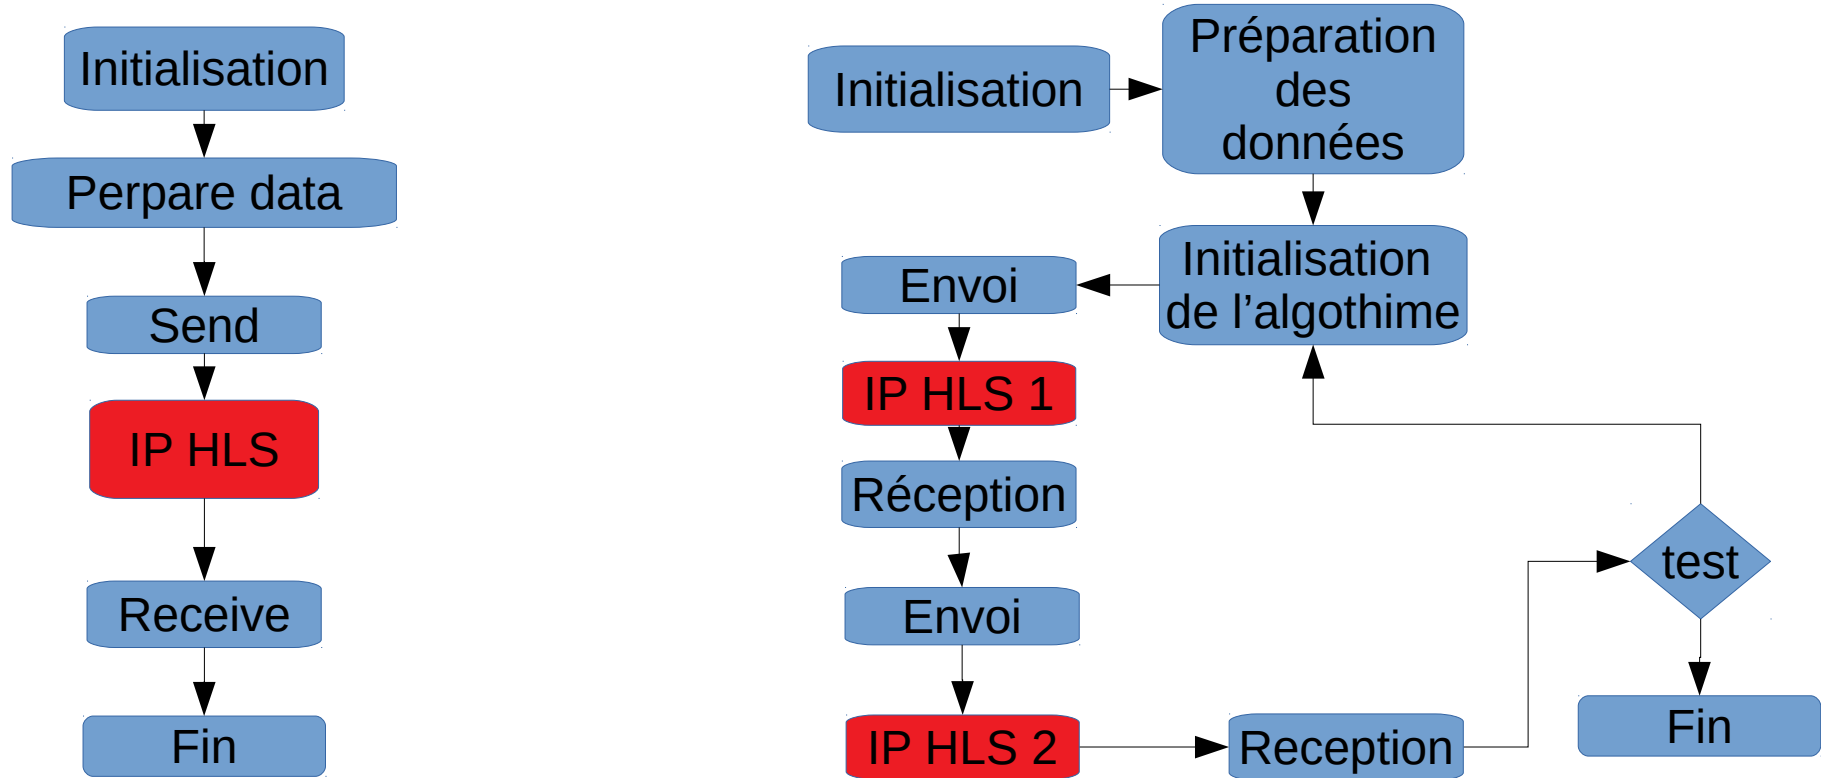 Initialisation
Perpare data
Send
IP HLS
Receive
Fin
Initialisation
Préparation
des
données
Initialisation
de l’algothime
Envoi
IP HLS 1
Réception
Envoi
IP HLS 2
Reception
test
Fin